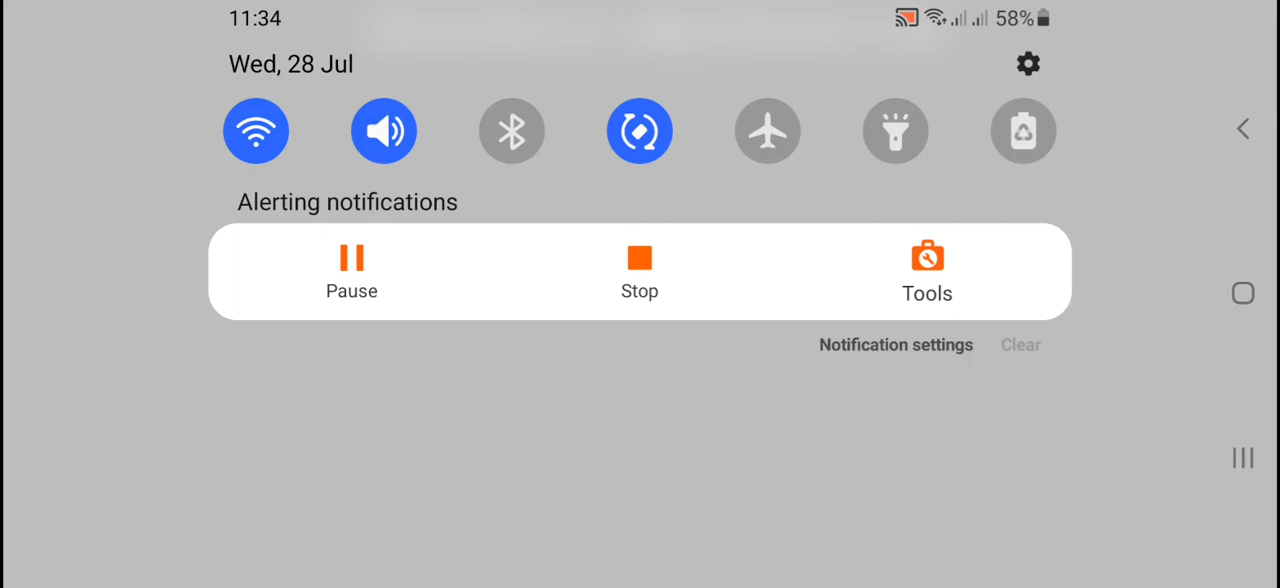 11:34
58%
Wed, 28 Jul
Alerting notifications
Pause
Stop
Tools
Notification settings
Clear